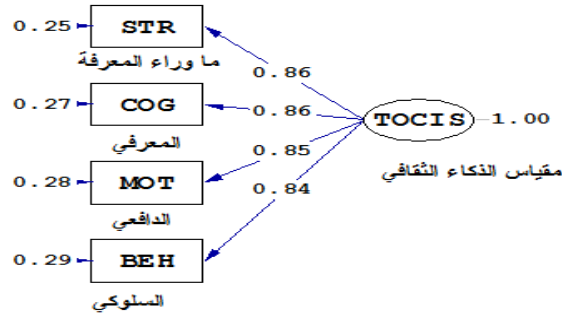 0.25 STR
ما وراء المعرفة
0.86
0.27 COG
0.86
TOCIS 1.00
المعرفي
0.85
مقياس الذكاء الثقافي
0.28 MOT
0.84
الدافعي
0.29 BEH
السلوكي